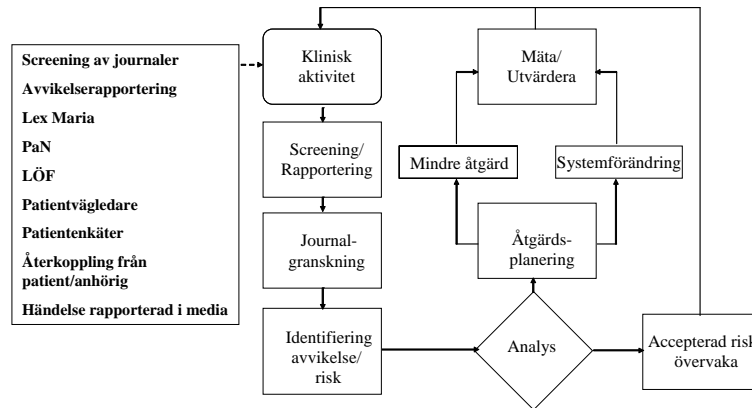 Screening av journaler
Avvikelserapportering
Lex Maria
PaN
LÖF
Patientvägledare
Patientenkäter
Återkoppling från
patient/anhörig
Händelse rapporterad i media
Klinisk
aktivitet
Screening/
Rapportering
Journal-
granskning
Identifiering
avvikelse/
risk
Mäta/
Utvärdera
Mindre åtgärd
Systemförändring
Åtgärds-
planering
Analys
Accepterad risk
övervaka